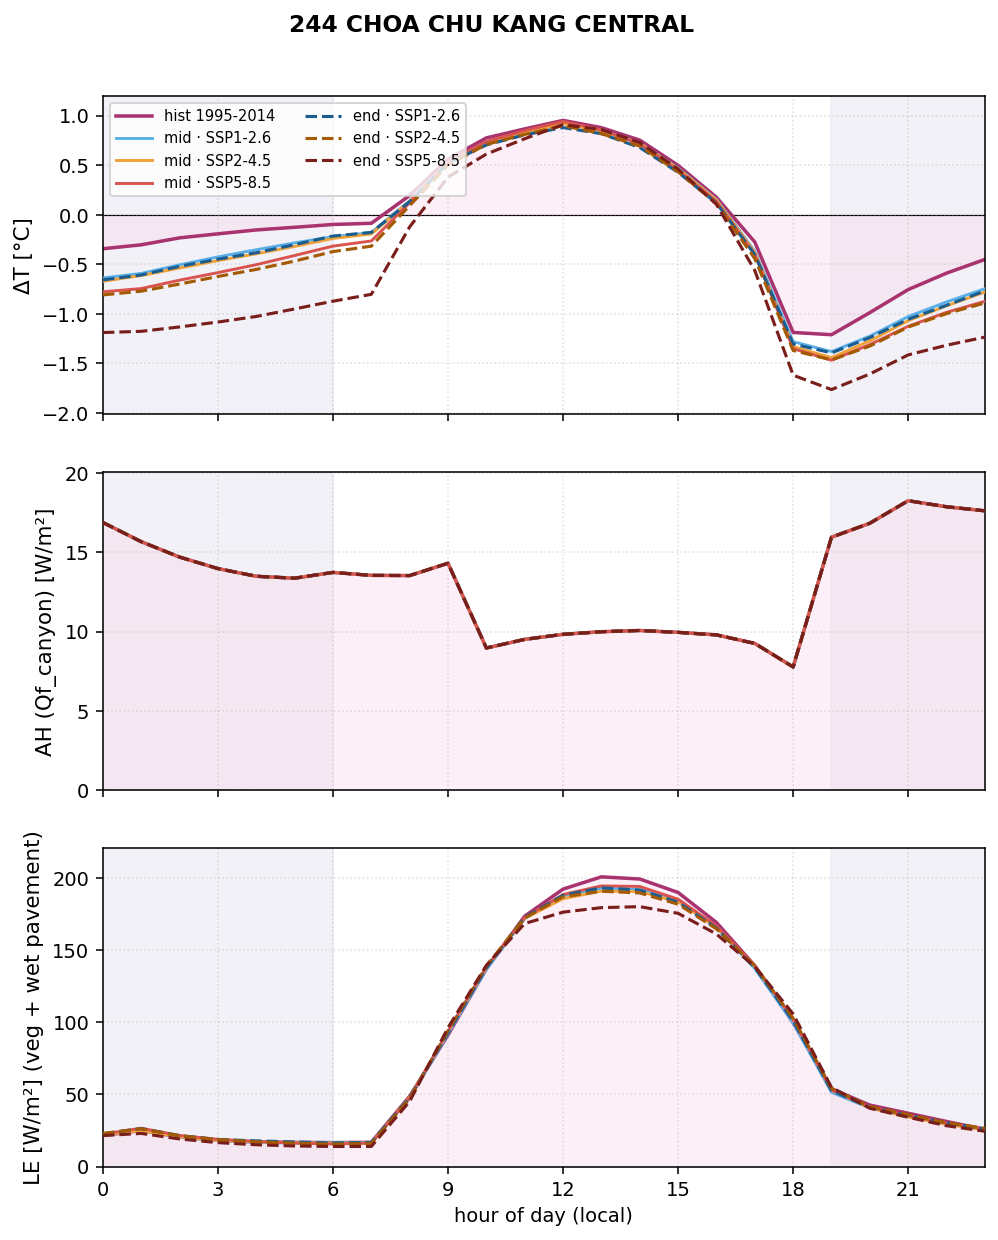 244 CHOA CHU KANG CENTRAL
ΔT [°C]
1.0
0.5
0.0
−0.5
−1.0
−1.5
−2.0
hist 1995-2014
mid · SSP1-2.6
mid · SSP2-4.5
mid · SSP5-8.5
end · SSP1-2.6
end · SSP2-4.5
end · SSP5-8.5
AH (Qf_canyon) [W/m²]
20
15
10
5
0
LE [W/m²] (veg + wet pavement)
200
150
100
50
0
0 3 6 9 12 15 18 21
hour of day (local)